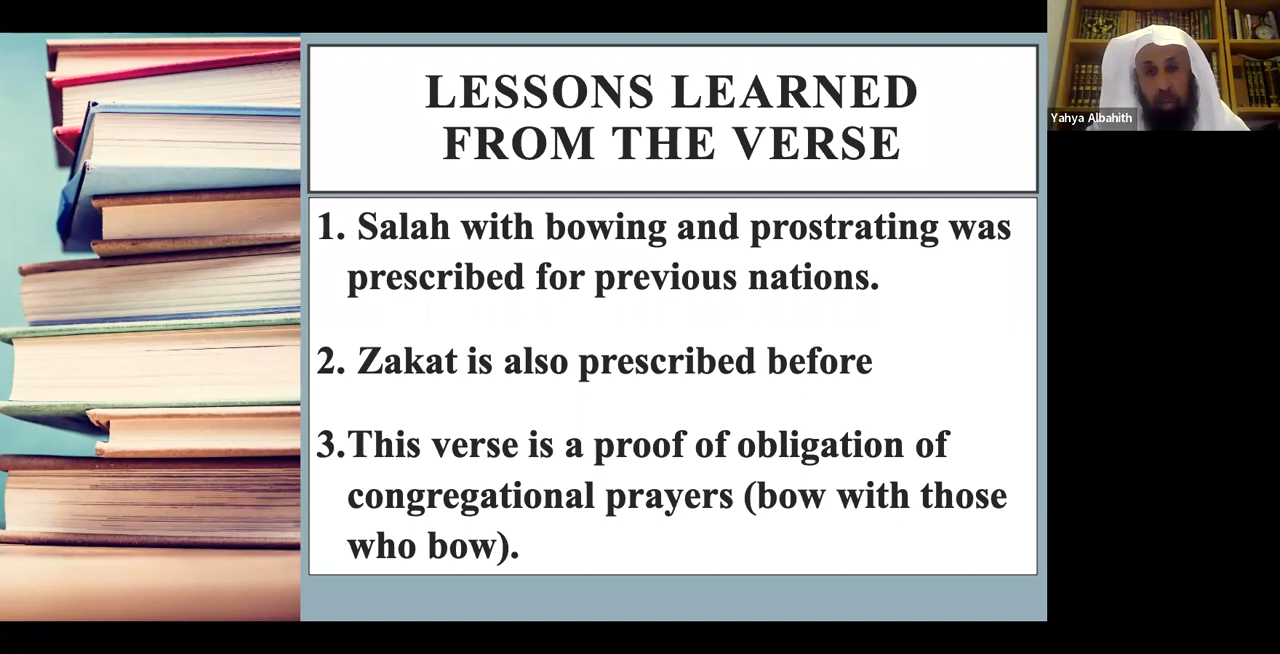 LESSONS LEARNED
FROM THE VERSE
1. Salah with bowing and prostrating was
prescribed for previous nations.
2. Zakat is also prescribed before
3.This verse is a proof of obligation of
congregational prayers (bow with those
who bow).
Yahya Albahith